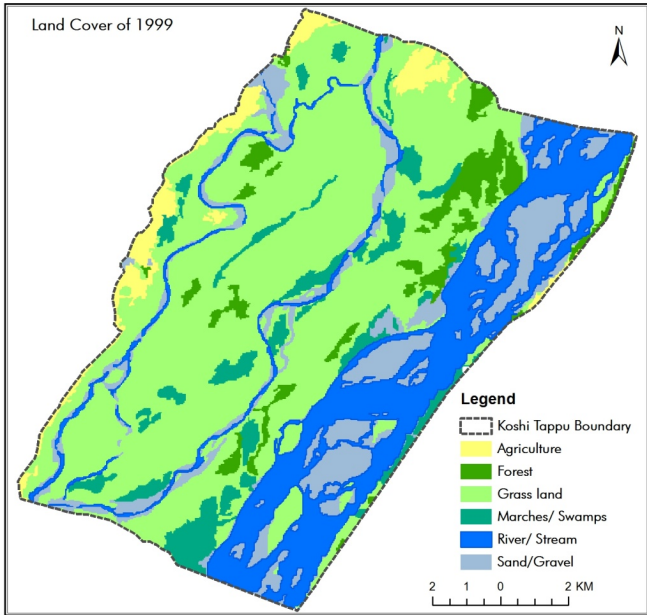 Land Cover of 1999
N
Legend
Koshi Tappu Boundary
Agriculture
Forest
Grass land
Marches/ Swamps
River/ Stream
Sand/Gravel
2 1 0 2 KM